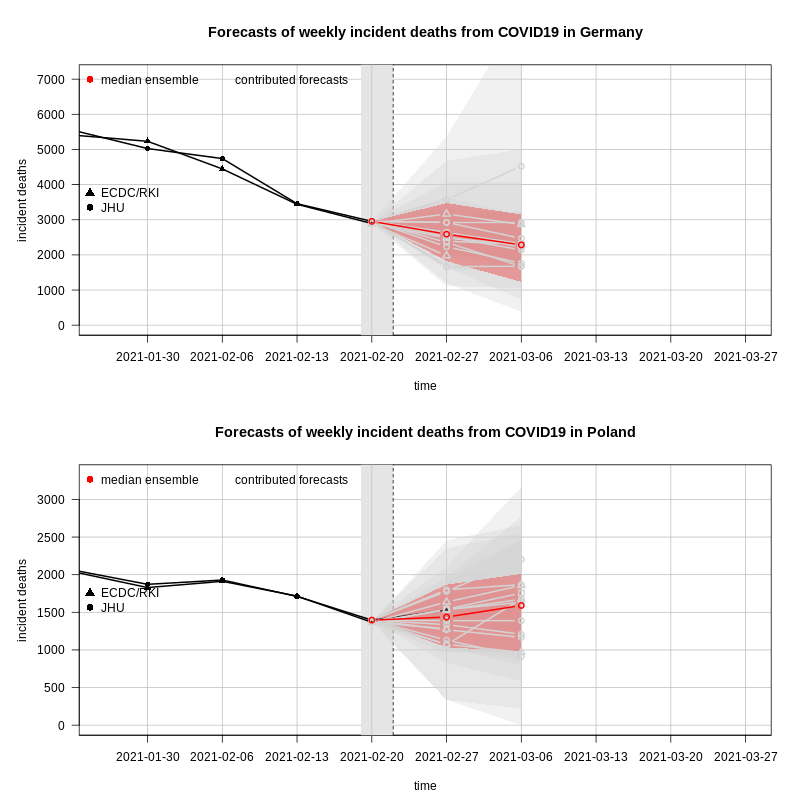 Forecasts of weekly incident deaths from COVID19 in Germany
median ensemble contributed forecasts
7000
6000
5000
4000
3000
2000
1000
0
incident deaths
ECDC/RKI
JHU
2021-01-30 2021-02-06 2021-02-13 2021-02-20 2021-02-27 2021-03-06 2021-03-13 2021-03-20 2021-03-27
time
Forecasts of weekly incident deaths from COVID19 in Poland
median ensemble contributed forecasts
3000
2500
2000
1500
1000
500
0
incident deaths
ECDC/RKI
JHU
2021-01-30 2021-02-06 2021-02-13 2021-02-20 2021-02-27 2021-03-06 2021-03-13 2021-03-20 2021-03-27
time